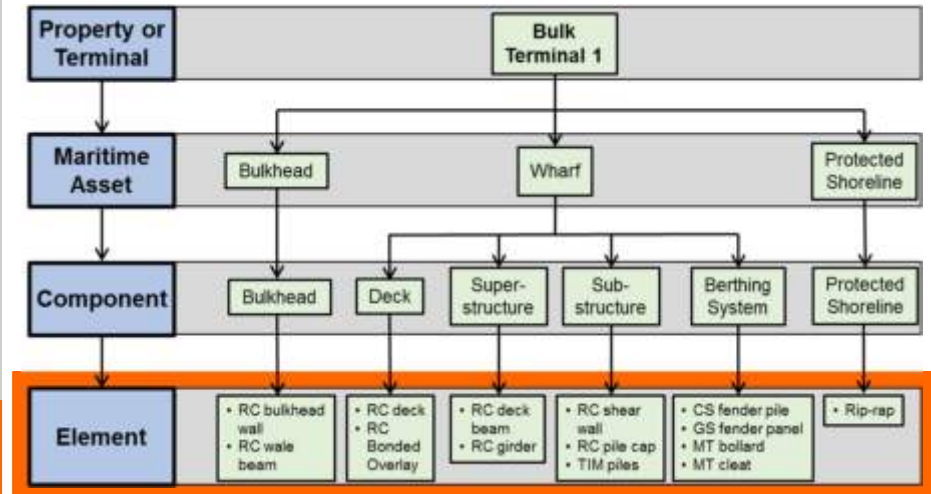 Property or
Terminal
Bulk
Terminal 1
Maritime
Asset
Bulkhead
Wharf
Protected
Shoreline
Component
Bulkhead
Deck
Super-
structure
Sub-
structure
Berthing
System
Protected
Shoreline
Element
• RC bulkhead
wall
• RC wale
beam
• RC deck
• RC
Bonded
Overlay
• RC deck
beam
• RC girder
• RC shear
wall
• RC pile cap
• TIM piles
• CS fender pile
• GS fender panel
• MT bollard
• MT cleat
• Rip-rap